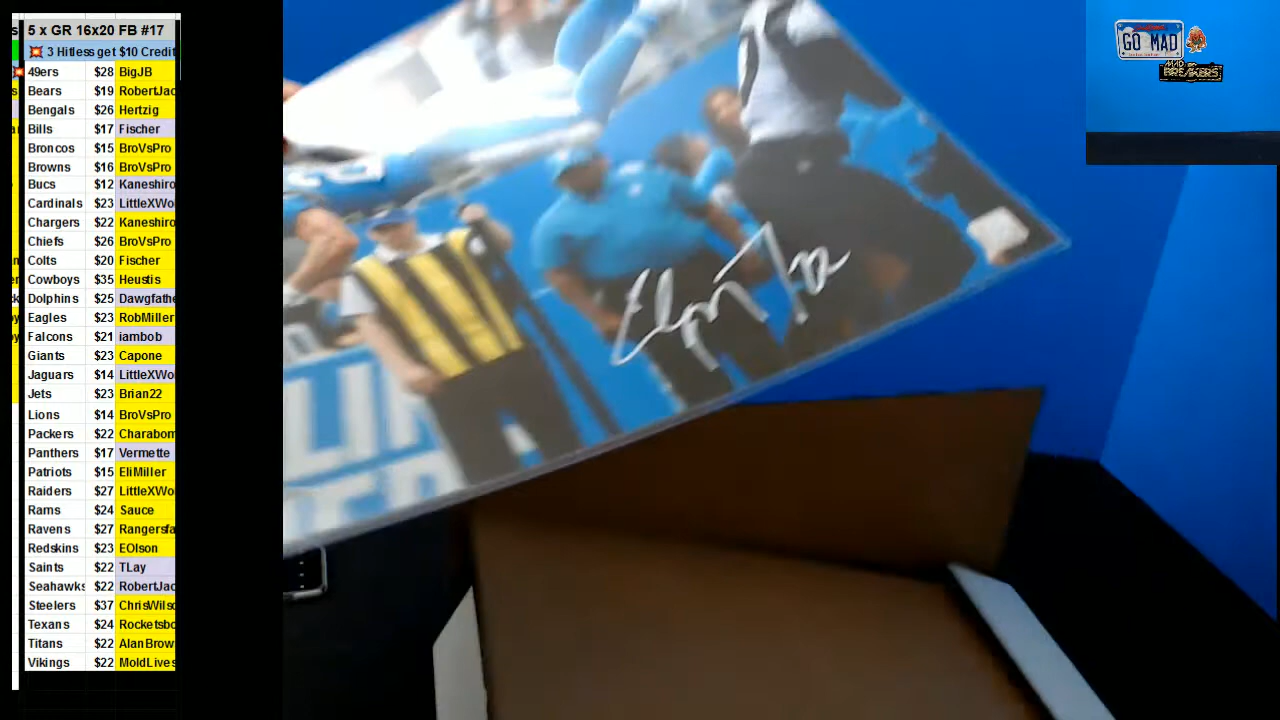 5 x GR 16x20 FB #17
3 Hitless get $10 Credit
49ers $28 BigJB
Bears $19 RobertJac
Bengals $26 Hertzig
Bills $17 Fischer
Broncos $15 BroVsPro
Browns $16 BroVsPro
Bucs $12 Kaneshiro
Cardinals $23 LittleXWo
Chargers $22 Kaneshiro
Chiefs $26 BroVsPro
Colts $20 Fischer
Cowboys $35 Heustis
Dolphins $25 Dawgfathe
Eagles $23 RobMiller
Falcons $21 iambob
Giants $23 Capone
Jaguars $14 LittleXWo
Jets $23 Brian22
Lions $14 BroVsPro
Packers $22 Charabom
Panthers $17 Vermette
Patriots $15 EliMiller
Raiders $27 LittleXWo
Rams $24 Sauce
Ravens $27 Rangersfa
Redskins $23 EOlson
Saints $22 TLay
Seahawks $22 RobertJac
Steelers $37 ChrisWilso
Texans $24 Rocketsbo
Titans $22 AlanBrow
Vikings $22 MoldLives
GO MAD
MAD
BREAKERS